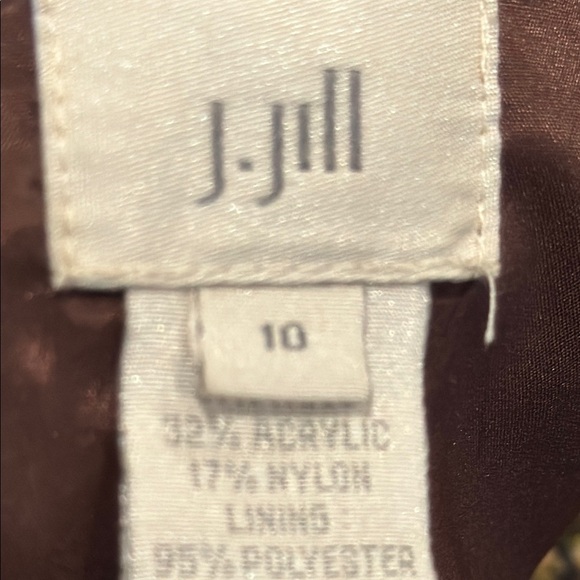 J.Jill
10
32% ACRYLIC
17% NYLON
LINING
95% POLYESTER